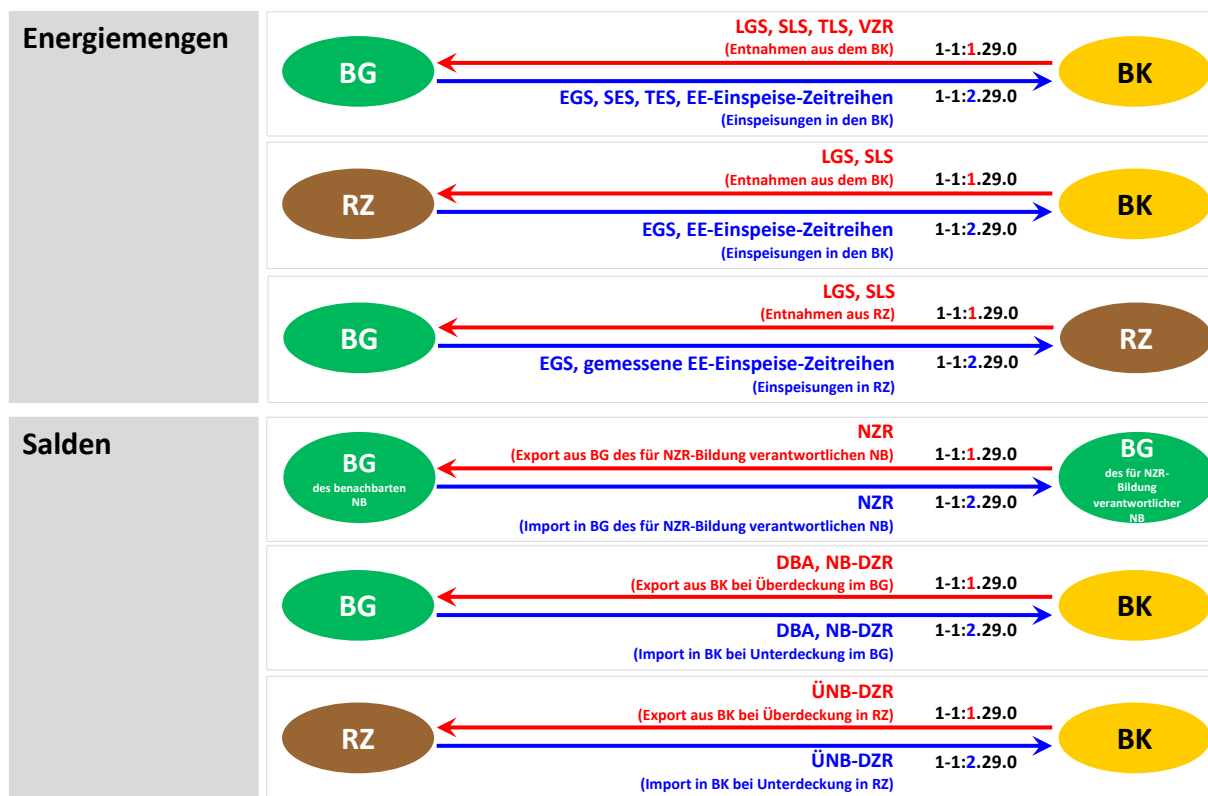 Energiemengen
LGS, SLS, TLS, VZR
(Entnahmen aus dem BK)
1-1:1.29.0
BG
BK
EGS, SES, TES, EE-Einspeise-Zeitreihen
1-1:2.29.0
(Einspeisungen in den BK)
LGS, SLS
(Entnahmen aus dem BK)
1-1:1.29.0
RZ
BK
EGS, EE-Einspeise-Zeitreihen
1-1:2.29.0
(Einspeisungen in den BK)
LGS, SLS
(Entnahmen aus RZ)
1-1:1.29.0
BG
RZ
EGS, gemessene EE-Einspeise-Zeitreihen
1-1:2.29.0
(Einspeisungen in RZ)
Salden
NZR
(Export aus BG des für NZR-Bildung verantwortlichen NB)
1-1:1.29.0
BG
des benachbarten
NB
BG
des für NZR-
Bildung
verantwortlicher
NB
NZR
1-1:2.29.0
(Import in BG des für NZR-Bildung verantwortlichen NB)
DBA, NB-DZR
(Export aus BK bei Überdeckung im BG)
1-1:1.29.0
BG
BK
DBA, NB-DZR
1-1:2.29.0
(Import in BK bei Unterdeckung im BG)
ÜNB-DZR
(Export aus BK bei Überdeckung in RZ)
1-1:1.29.0
RZ
BK
ÜNB-DZR
1-1:2.29.0
(Import in BK bei Unterdeckung in RZ)